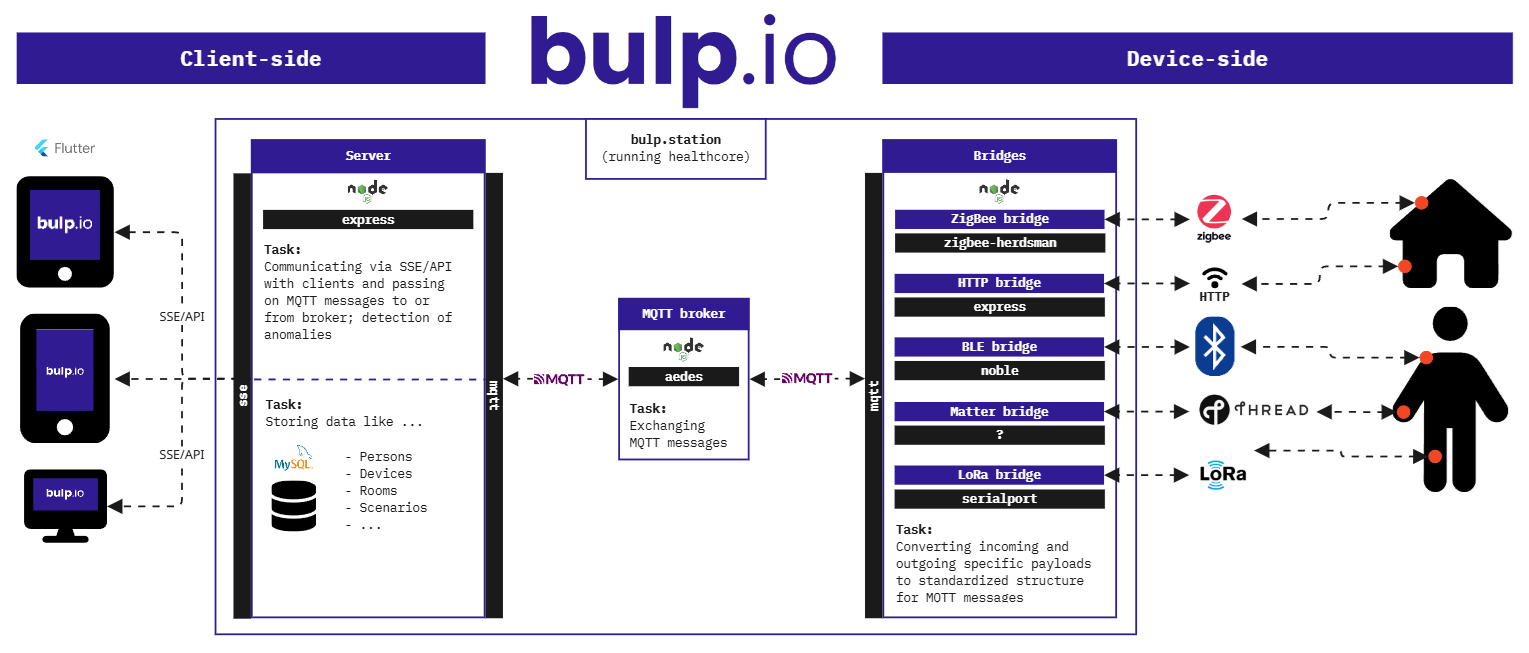 bulp.io
Client-side
Device-side
bulp.station
(running healthcore)
Flutter
bulp.io
bulp.io
bulp.io
SSE/API
SSE/API
Server
node
JS
express
Task:
Communicating via SSE/API
with clients and passing
on MQTT messages to or
from broker; detection of
anomalies
sse
mqtt
Task:
Storing data like ...
MySQL
- Persons
- Devices
- Rooms
- Scenarios
- ...
MQTT
MQTT broker
node
JS
aedes
Task:
Exchanging
MQTT messages
MQTT
mqtt
Bridges
node
JS
ZigBee bridge
zigbee-herdsman
HTTP bridge
express
BLE bridge
noble
Matter bridge
?
LoRa bridge
serialport
Task:
Converting incoming and
outgoing specific payloads
to standardized structure
for MQTT messages
zigbee
HTTP
THREAD
LoRa